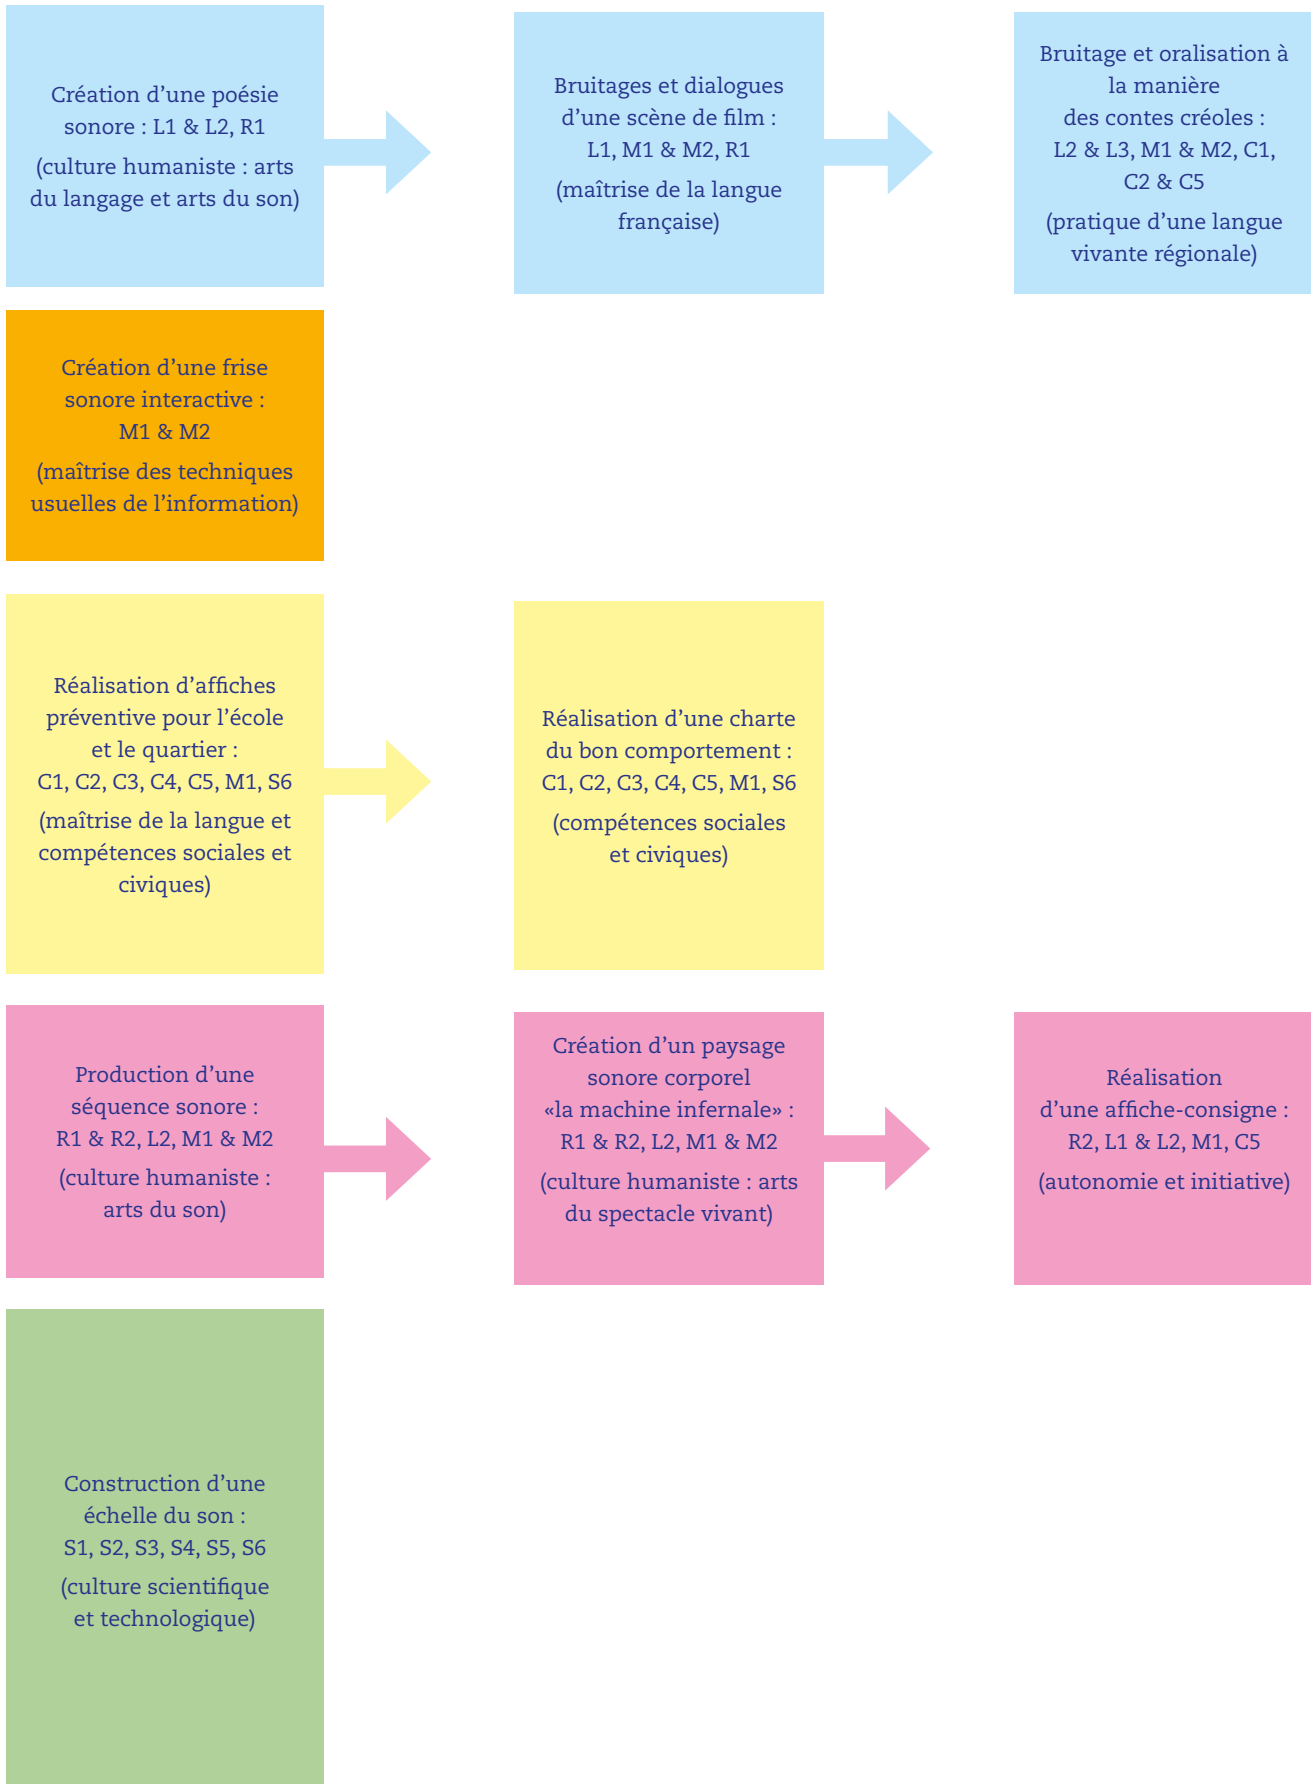 Création d’une poésie
sonore : L1 & L2, R1
(culture humaniste : arts
du langage et arts du son)
Bruitages et dialogues
d’une scène de film :
L1, M1 & M2, R1
(maîtrise de la langue
française)
Bruitage et oralisation à
la manière
des contes créoles :
L2 & L3, M1 & M2, C1,
C2 & C5
(pratique d’une langue
vivante régionale)
Création d’une frise
sonore interactive :
M1 & M2
(maîtrise des techniques
usuelles de l’information)
Réalisation d’affiches
préventive pour l’école
et le quartier :
C1, C2, C3, C4, C5, M1, S6
(maîtrise de la langue et
compétences sociales et
civiques)
Réalisation d’une charte
du bon comportement :
C1, C2, C3, C4, C5, M1, S6
(compétences sociales
et civiques)
Production d’une
séquence sonore :
R1 & R2, L2, M1 & M2
(culture humaniste :
arts du son)
Création d’un paysage
sonore corporel
«la machine infernale» :
R1 & R2, L2, M1 & M2
(culture humaniste : arts
du spectacle vivant)
Réalisation
d’une affiche-consigne :
R2, L1 & L2, M1, C5
(autonomie et initiative)
Construction d’une
échelle du son :
S1, S2, S3, S4, S5, S6
(culture scientifique
et technologique)